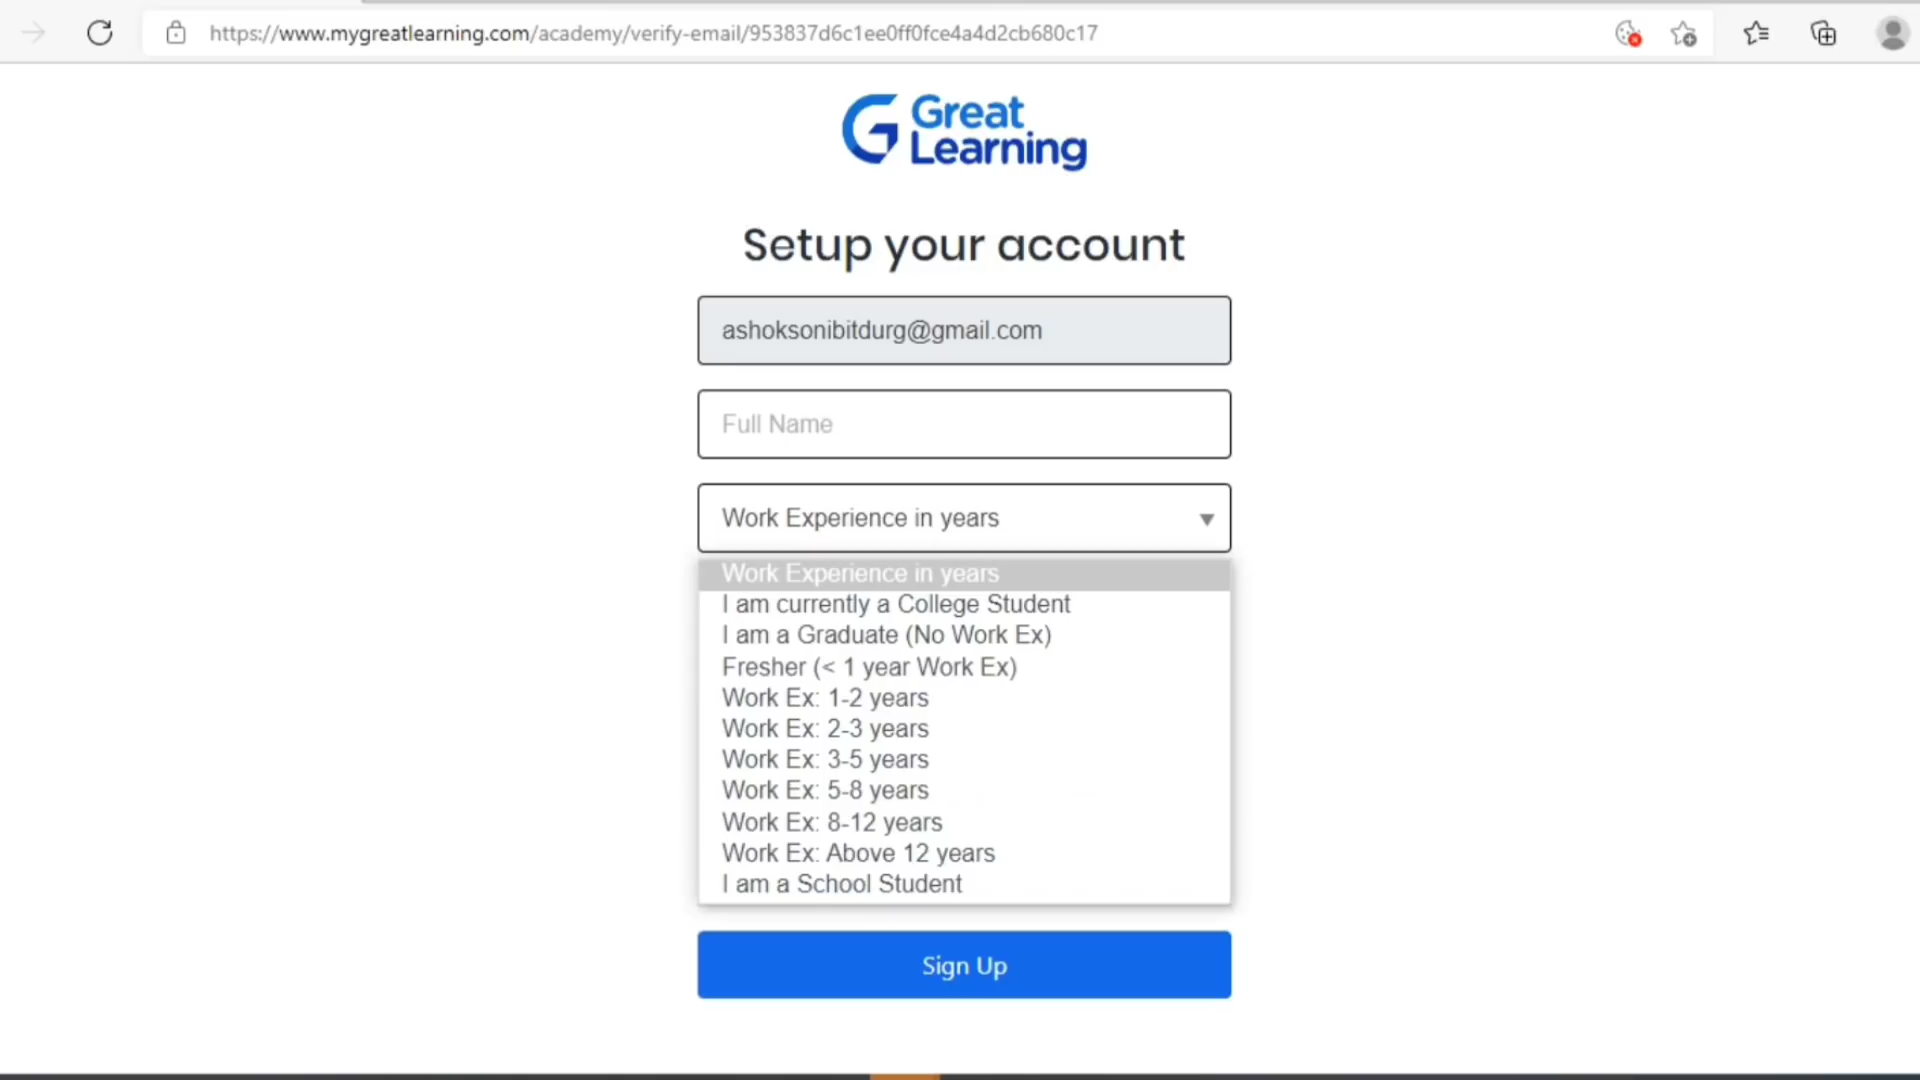 https://www.mygreatlearning.com/academy/verify-email/953837d6c1ee0ff0fce4a4d2cb680c17
Great
Learning
Setup your account
ashoksonibitdurg@gmail.com
Full Name
Work Experience in years
Work Experience in years
I am currently a College Student
I am a Graduate (No Work Ex)
Fresher (< 1 year Work Ex)
Work Ex: 1-2 years
Work Ex: 2-3 years
Work Ex: 3-5 years
Work Ex: 5-8 years
Work Ex: 8-12 years
Work Ex: Above 12 years
I am a School Student
Sign Up